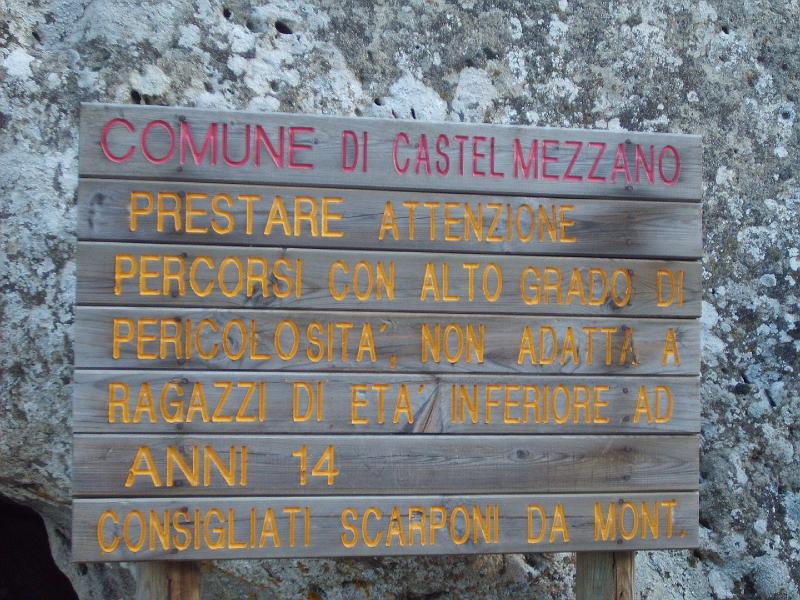 COMUNE DI CASTELMEZZANO
PRESTARE ATTENZIONE
PERCORSI CON ALTO GRADO DI
PERICOLOSITA', NON ADATTA A
RAGAZZI DI ETA' INFERIORE AD
ANNI 14
CONSIGLIATI SCARPONI DA MONT.